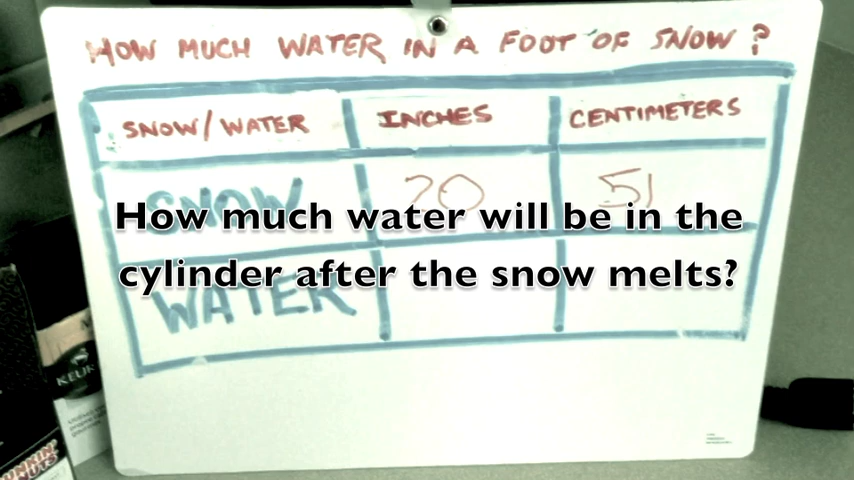 HOW MUCH WATER IN A FOOT OF SNOW?
SNOW/WATER INCHES CENTIMETERS
SNOW 20 51
How much water will be in the
cylinder after the snow melts?
WATER
KEUR